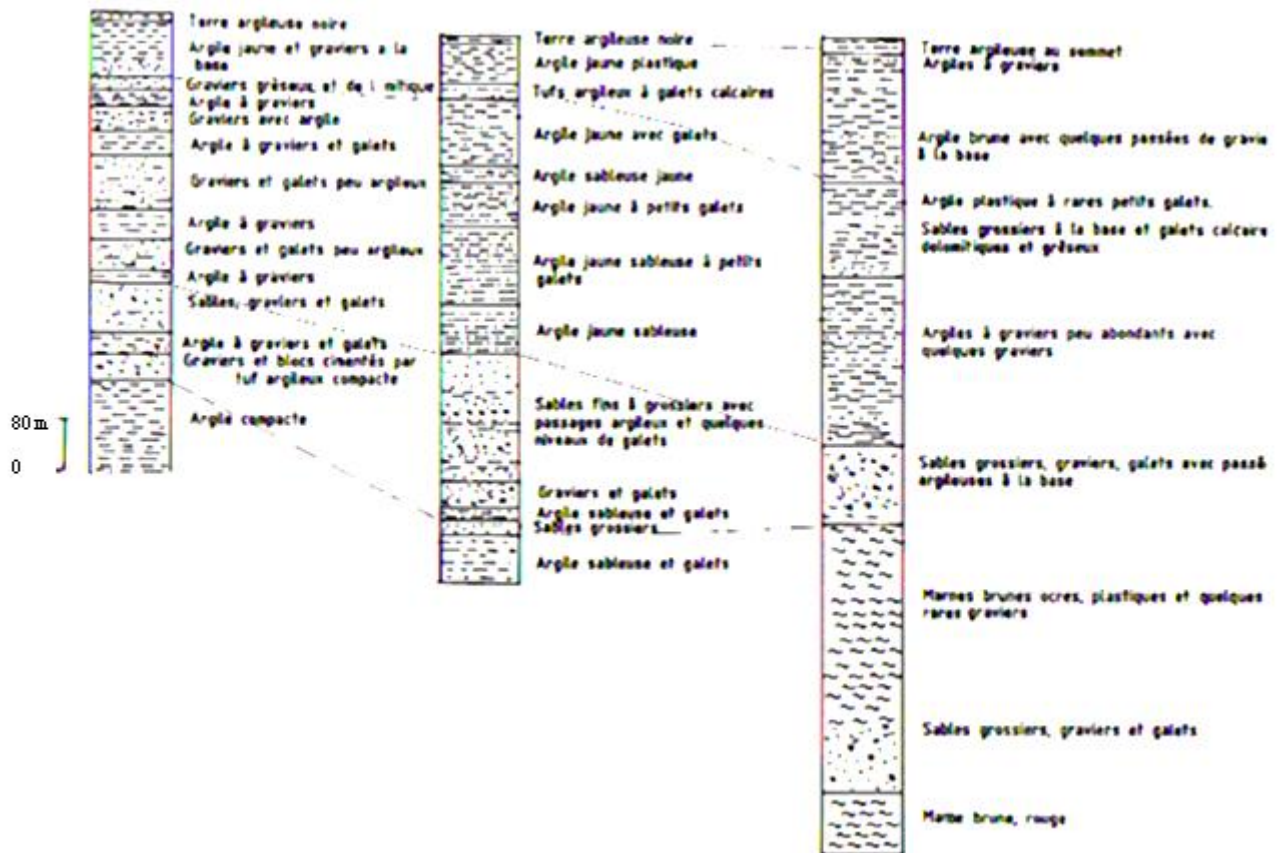 Terre argileuse noire
Argile jaune et graviers a la
base
Graviers grèseux, et de l mitique
Argile à graviers
Graviers avec argile
Argile à graviers et galets
Graviers et galets peu argileux
Argile à graviers
Graviers et galets peu argileux
Argile à graviers
Sables, graviers et galets
Argile à graviers et galets
Graviers et blocs cimentés par
tuf argileux compacte
Argile compacte
80 m
0
Terre argileuse noire
Argile jaune plastique
Tufs argileux à galets calcaires
Argile jaune avec galets
Argile sableuse jaune
Argile jaune à petits galets
Argile jaune sableuse à petits
galets
Argile jaune sableuse
Sables fins à grossiers avec
passages argileux et quelques
niveaux de galets
Graviers et galets
Argile sableuse et galets
Sables grossiers
Argile sableuse et galets
Terre argileuse au sommet
Argiles à graviers
Argile brune avec quelques passées de gravie
à la base
Argile plastique à rares petits galets.
Sables grossiers à la base et galets calcaire
dolomitiques et grèseux
Argiles à graviers peu abondants avec
quelques graviers
Sables grossiers, graviers, galets avec passé
argileuses à la base
Marnes brunes ocres, plastiques et quelques
rares graviers
Sables grossiers, graviers et galets
Marne brune, rouge